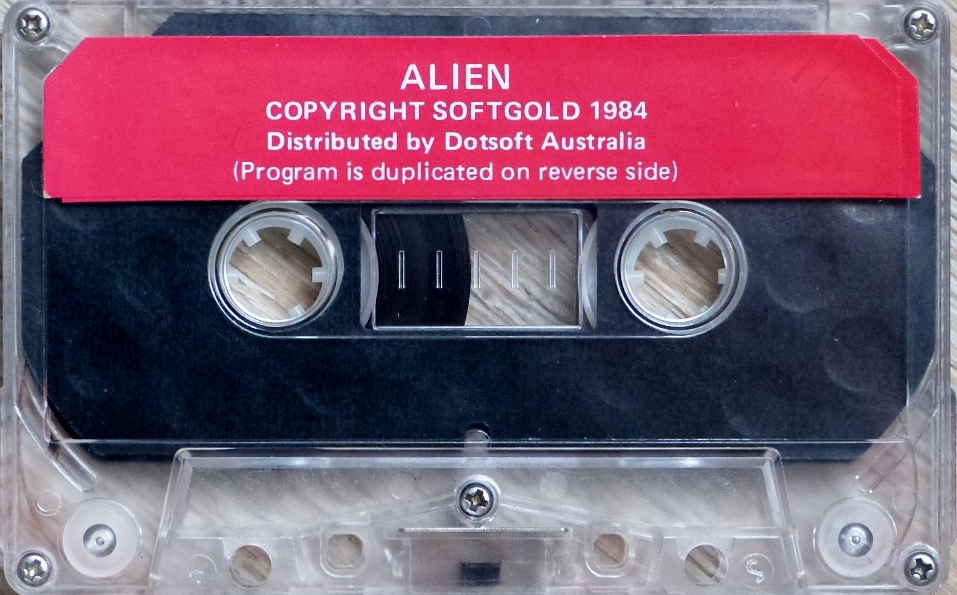 ALIEN
COPYRIGHT SOFTGOLD 1984
Distributed by Dotsoft Australia
(Program is duplicated on reverse side)